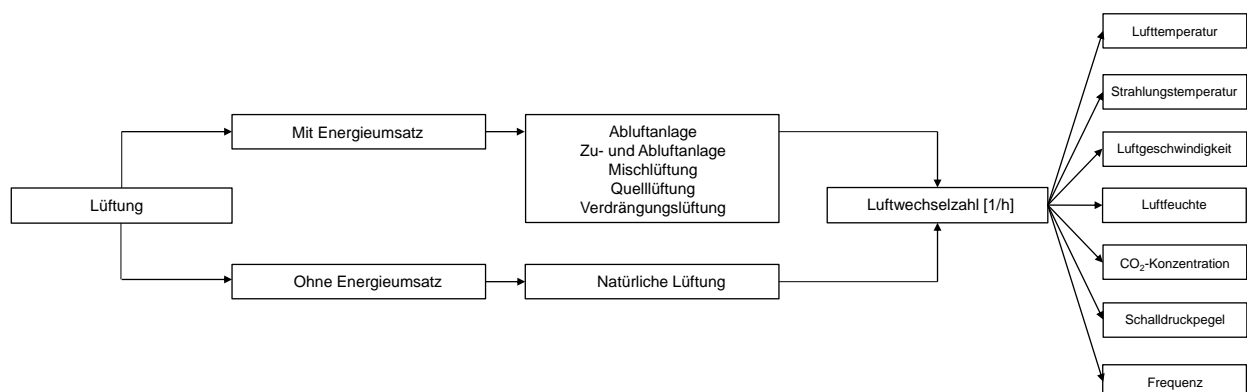 Lüftung
Mit Energieumsatz
Ohne Energieumsatz
Abluftanlage
Zu- und Abluftanlage
Mischlüftung
Quelllüftung
Verdrängungslüftung
Natürliche Lüftung
Luftwechselzahl [1/h]
Lufttemperatur
Strahlungstemperatur
Luftgeschwindigkeit
Luftfeuchte
CO₂-Konzentration
Schalldruckpegel
Frequenz